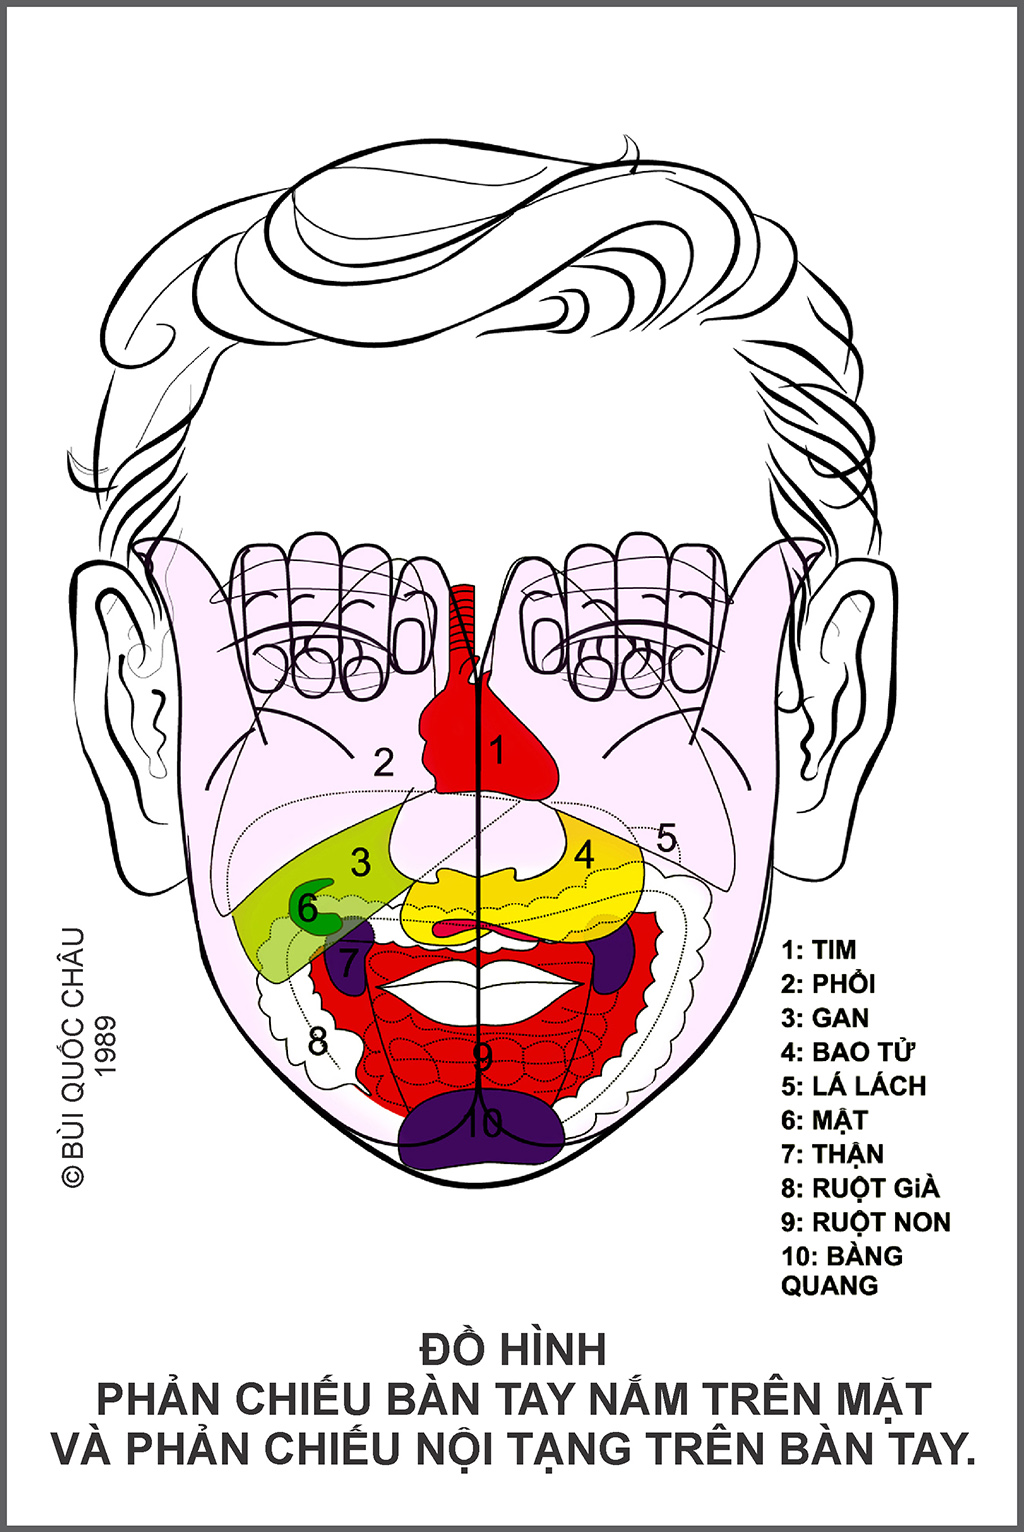 2
1
3
4
5
6
7
8
9
10
© BÙI QUỐC CHÂU
1989
1: TIM
2: PHỔI
3: GAN
4: BAO TỬ
5: LÁ LÁCH
6: MẬT
7: THẬN
8: RUỘT GiÀ
9: RUỘT NON
10: BÀNG
QUANG
ĐỒ HÌNH
PHẢN CHIẾU BÀN TAY NẮM TRÊN MẶT
VÀ PHẢN CHIẾU NỘI TẠNG TRÊN BÀN TAY.